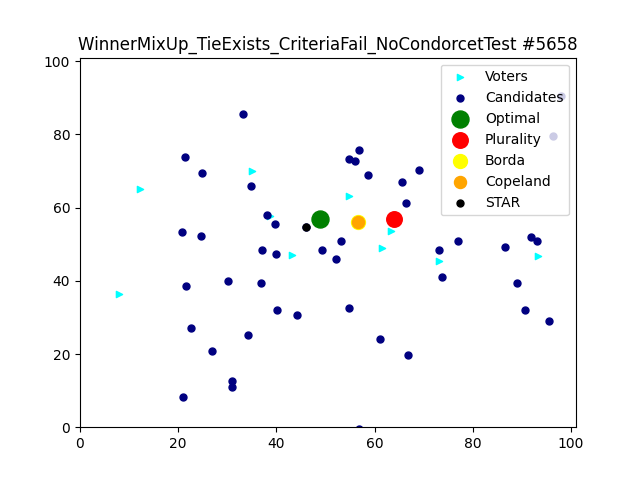 WinnerMixUp_TieExists_CriteriaFail_NoCondorcetTest #5658
100
80
60
40
20
0
0 20 40 60 80 100
Voters
Candidates
Optimal
Plurality
Borda
Copeland
STAR